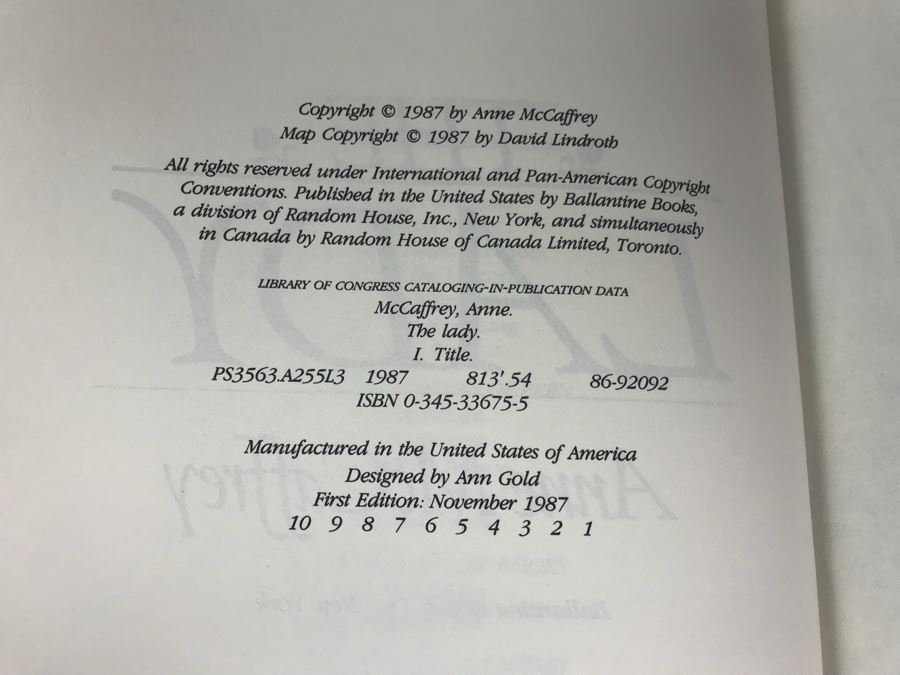 Copyright © 1987 by Anne McCaffrey
Map Copyright © 1987 by David Lindroth
All rights reserved under International and Pan-American Copyright
Conventions. Published in the United States by Ballantine Books,
a division of Random House, Inc., New York, and simultaneously
in Canada by Random House of Canada Limited, Toronto.
LIBRARY OF CONGRESS CATALOGING-IN-PUBLICATION DATA
McCaffrey, Anne.
The lady.
I. Title.
PS3563.A255L3 1987 813'.54 86-92092
ISBN 0-345-33675-5
Manufactured in the United States of America
Designed by Ann Gold
First Edition: November 1987
10 9 8 7 6 5 4 3 2 1